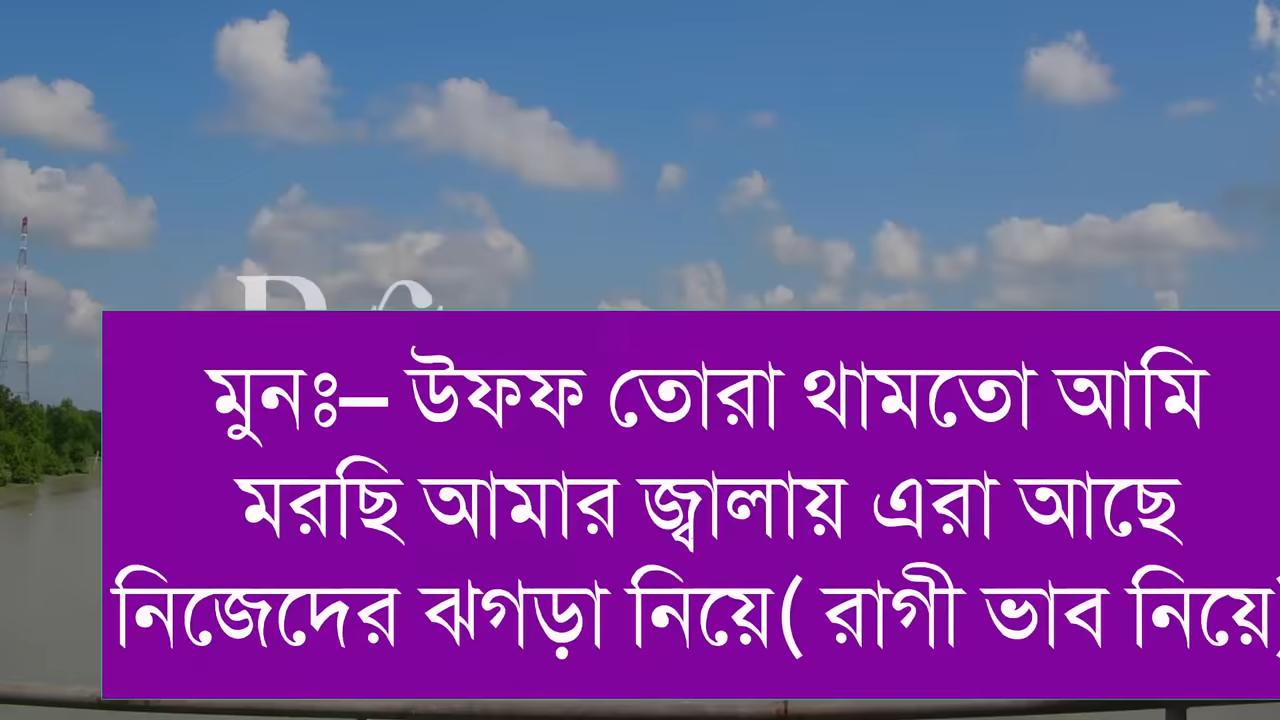 মুনঃ– উফফ তোরা থামতো আমি
মরছি আমার জ্বালায় এরা আছে
নিজেদের ঝগড়া নিয়ে( রাগী ভাব নিয়ে)